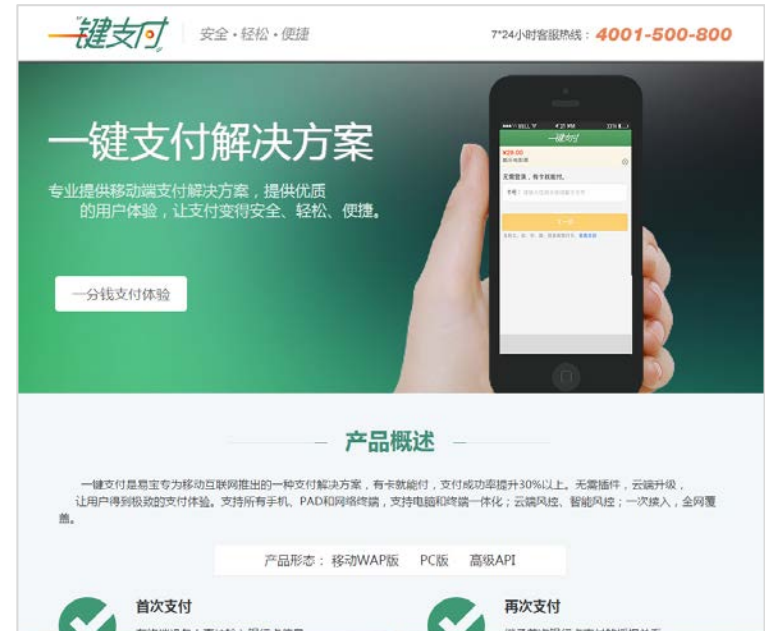 一键支付
安全·轻松·便捷
7*24小时客服热线：4001-500-800
一键支付解决方案
专业提供移动端支付解决方案，提供优质
的用户体验，让支付变得安全、轻松、便捷。
一分钱支付体验
一键支付
¥29.00
无需登录，有卡就能付。
卡号：
下一步
— 产品概述 —
一键支付是易宝专为移动互联网推出的一种支付解决方案，有卡就能付，支付成功率提升30%以上。无需插件，云端升级，
让用户得到极致的支付体验。支持所有手机、PAD和网络终端，支持电脑和终端一体化；云端风控、智能风控；一次接入，全网覆
盖。
产品形态： 移动WAP版 PC版 高级API
首次支付
再次支付